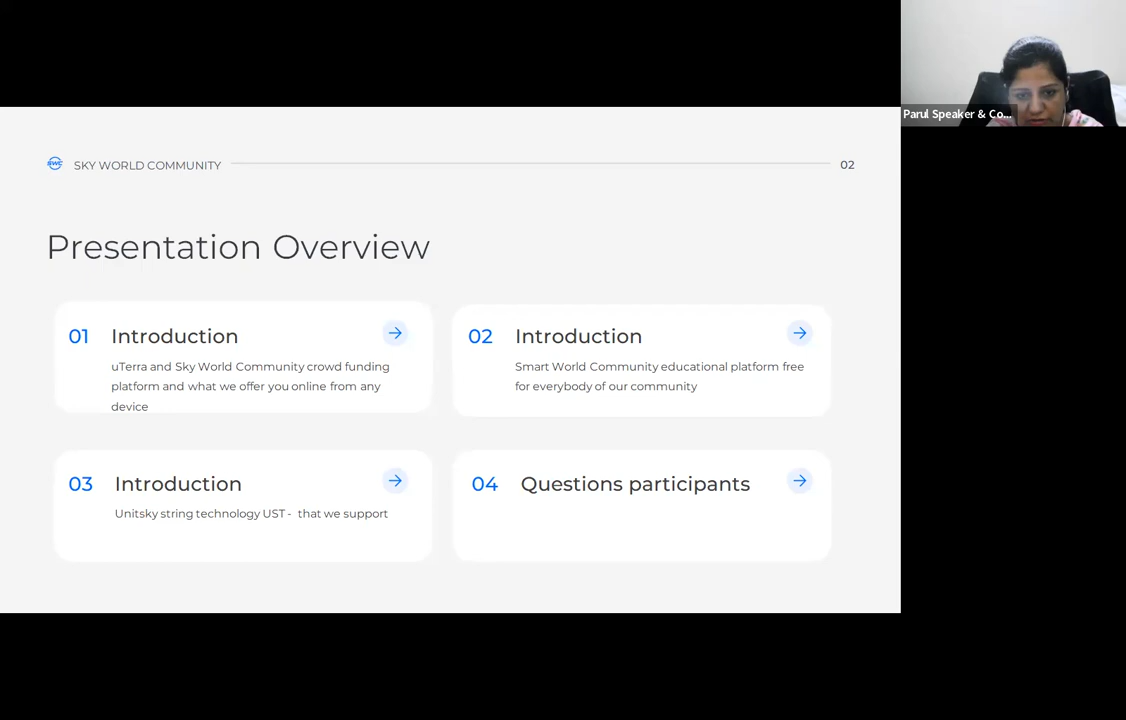 Parul Speaker & Co...
SWC
SKY WORLD COMMUNITY
02
Presentation Overview
01 Introduction
uTerra and Sky World Community crowd funding
platform and what we offer you online from any
device
02 Introduction
Smart World Community educational platform free
for everybody of our community
03 Introduction
Unitsky string technology UST - that we support
04 Questions participants